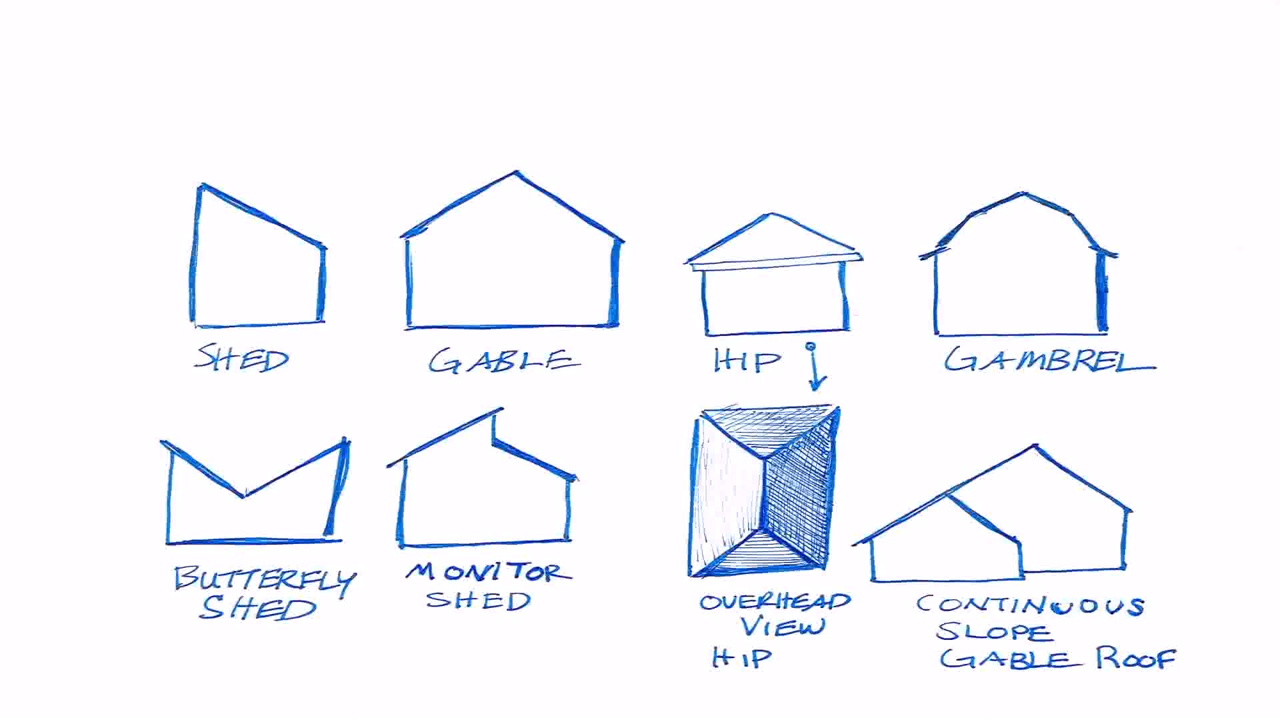 SHED
GABLE
HIP
GAMBREL
BUTTERFLY
SHED
MONITOR
SHED
OVERHEAD
VIEW
HIP
CONTINUOUS
SLOPE
GABLE ROOF